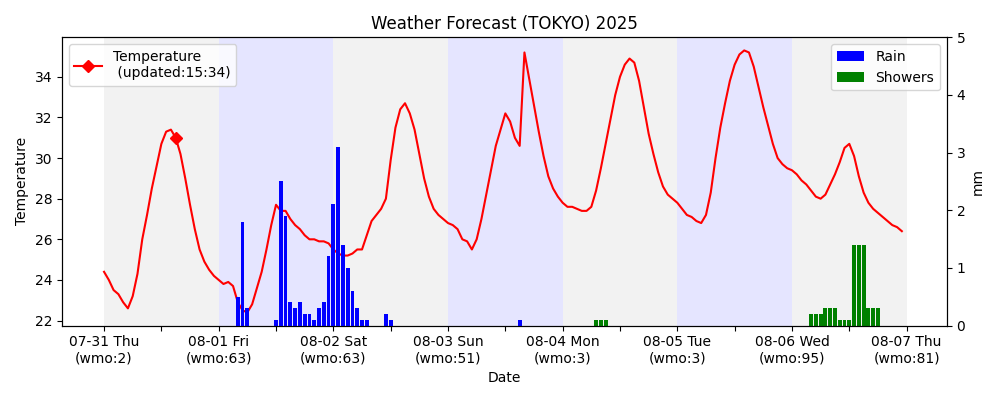 Weather Forecast (TOKYO) 2025
Temperature
(updated:15:34)
Rain
Showers
Temperature
34
32
30
28
26
24
22
5
4
3
2
1
0
mm
07-31 Thu
(wmo:2)
08-01 Fri
(wmo:63)
08-02 Sat
(wmo:63)
08-03 Sun
(wmo:51)
08-04 Mon
(wmo:3)
08-05 Tue
(wmo:3)
08-06 Wed
(wmo:95)
08-07 Thu
(wmo:81)
Date